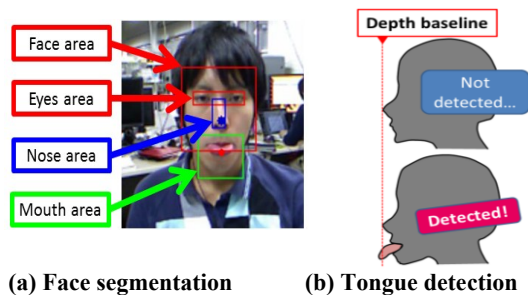 Face area
Eyes area
Nose area
Mouth area
(a) Face segmentation
Depth baseline
Not
detected...
Detected!
(b) Tongue detection